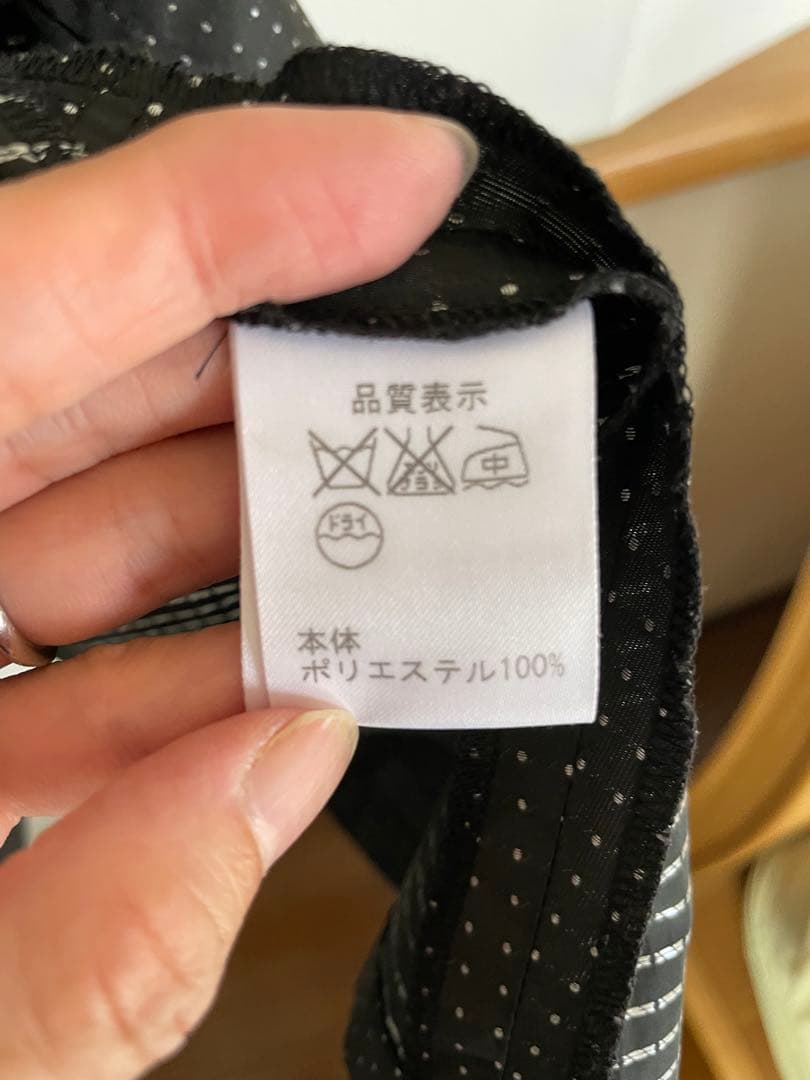 品質表示
中
ドライ
本体
ポリエステル100%